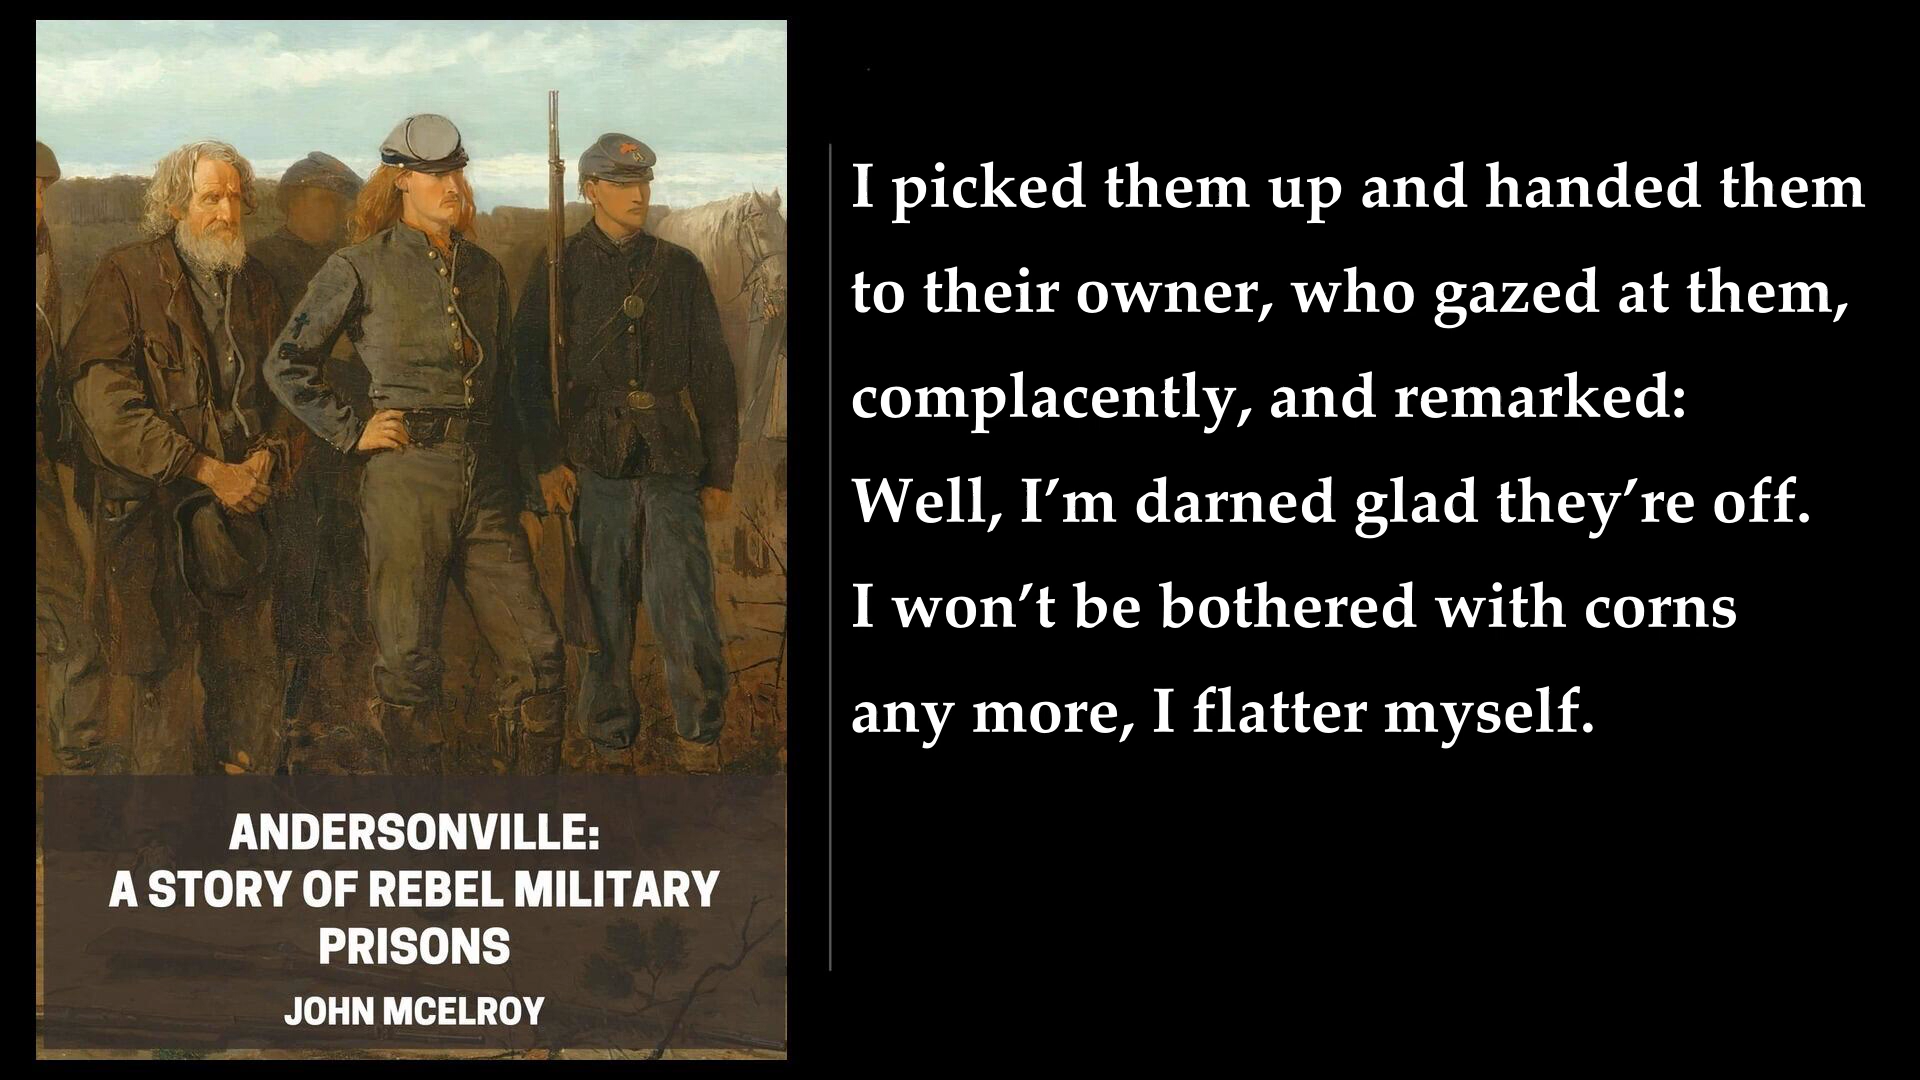 I picked them up and handed them
to their owner, who gazed at them,
complacently, and remarked:
Well, I’m darned glad they’re off.
I won’t be bothered with corns
any more, I flatter myself.
ANDERSONVILLE:
A STORY OF REBEL MILITARY
PRISONS
JOHN MCELROY